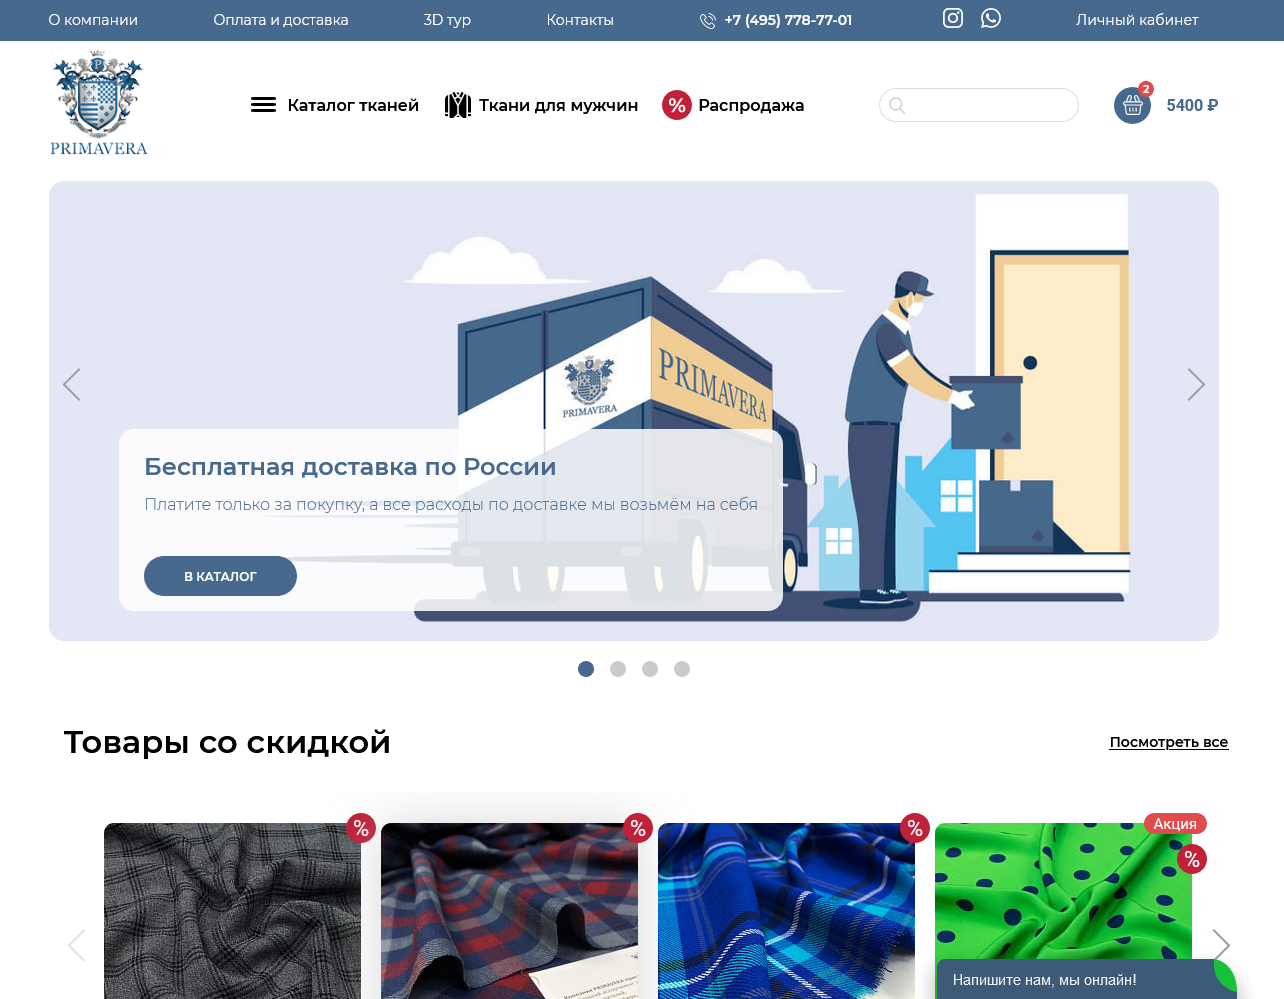 О компании
Оплата и доставка
3D тур
Контакты
+7 (495) 778-77-01
Личный кабинет
PRIMAVERA
Каталог тканей
Ткани для мужчин
%
Распродажа
2
5400 ₽
PRIMAVERA
PRIMAVERA
Бесплатная доставка по России
Платите только за покупку, а все расходы по доставке мы возьмём на себя
В КАТАЛОГ
Товары со скидкой
Посмотреть все
%
%
%
Акция
%
Напишите нам, мы онлайн!